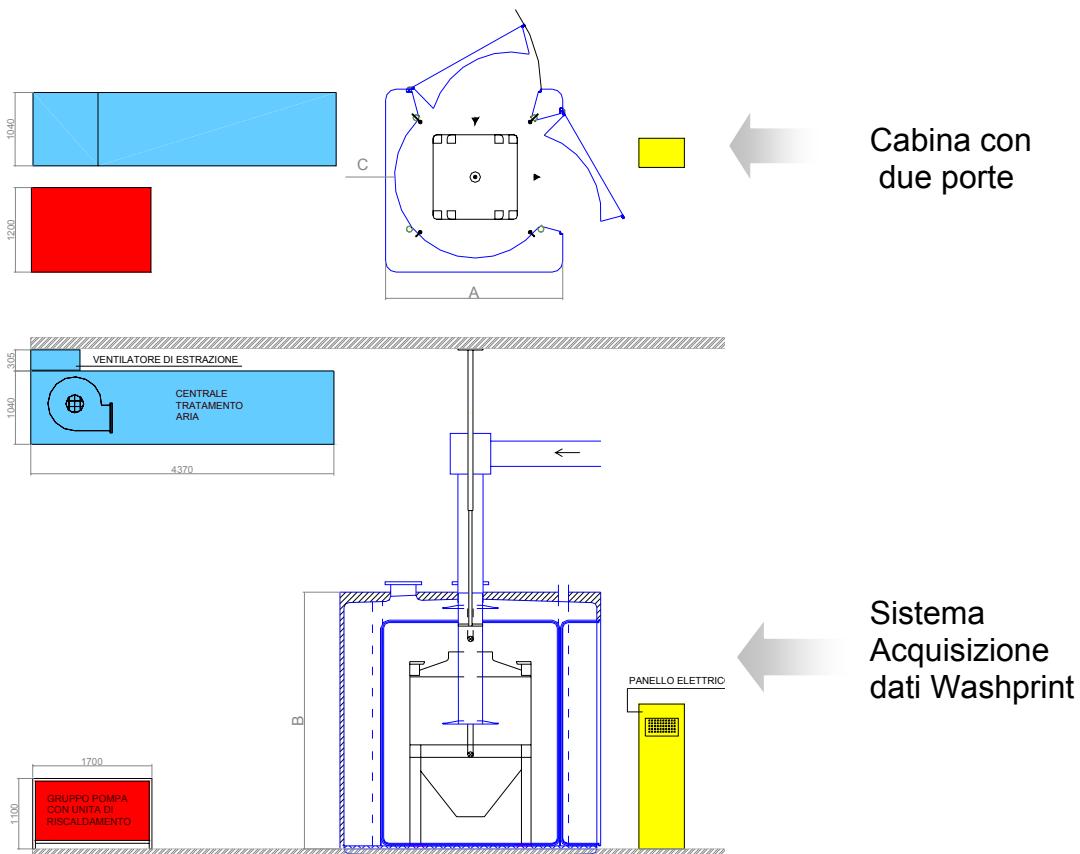 1040
C
Cabina con
due porte
1200
A
305
VENTILATORE DI ESTRAZIONE
1040
CENTRALE
TRATAMENTO
ARIA
4370
Sistema
Acquisizione
dati Washprint
PANELLO ELETTRICO
B
1700
1100
GRUPPO POMPA
CON UNITA DI
RISCALDAMENTO